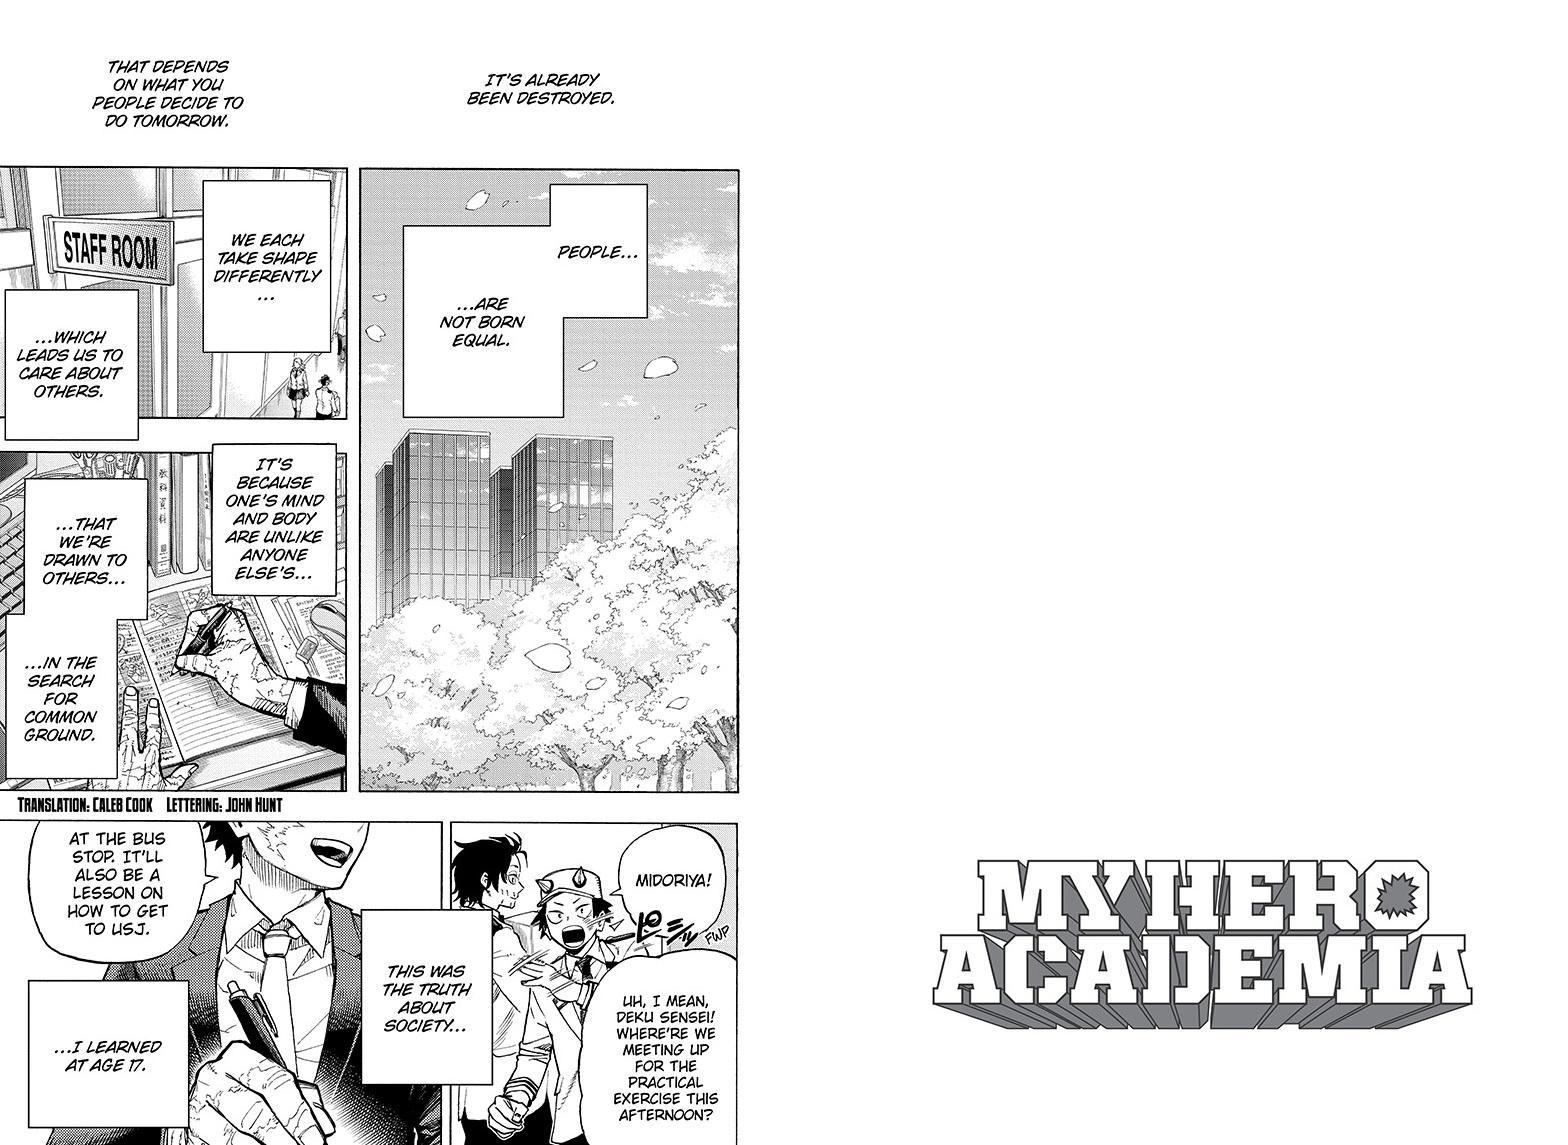 IT'S ALREADY
BEEN DESTROYED.
THAT DEPENDS
ON WHAT YOU
PEOPLE DECIDE TO
DO TOMORROW.
PEOPLE...
...ARE
NOT BORN
EQUAL.
WE EACH
TAKE SHAPE
DIFFERENTLY
...
STAFF ROOM
...WHICH
LEADS US TO
CARE ABOUT
OTHERS.
IT'S
BECAUSE
ONE'S MIND
AND BODY
ARE UNLIKE
ANYONE
ELSE'S...
...THAT
WE'RE
DRAWN TO
OTHERS...
...IN THE
SEARCH
FOR
COMMON
GROUND.
TRANSLATION: CALEB COOK LETTERING: JOHN HUNT
MIDORIYA!
FWP
UH, I MEAN,
DEKU SENSEI!
WHERE'RE WE
MEETING UP
FOR THE
PRACTICAL
EXERCISE THIS
AFTERNOON?
AT THE BUS
STOP. IT'LL
ALSO BE A
LESSON ON
HOW TO GET
TO USJ.
THIS WAS
THE TRUTH
ABOUT
SOCIETY...
...I LEARNED
AT AGE 17.
MY HERO
ACADEMIA